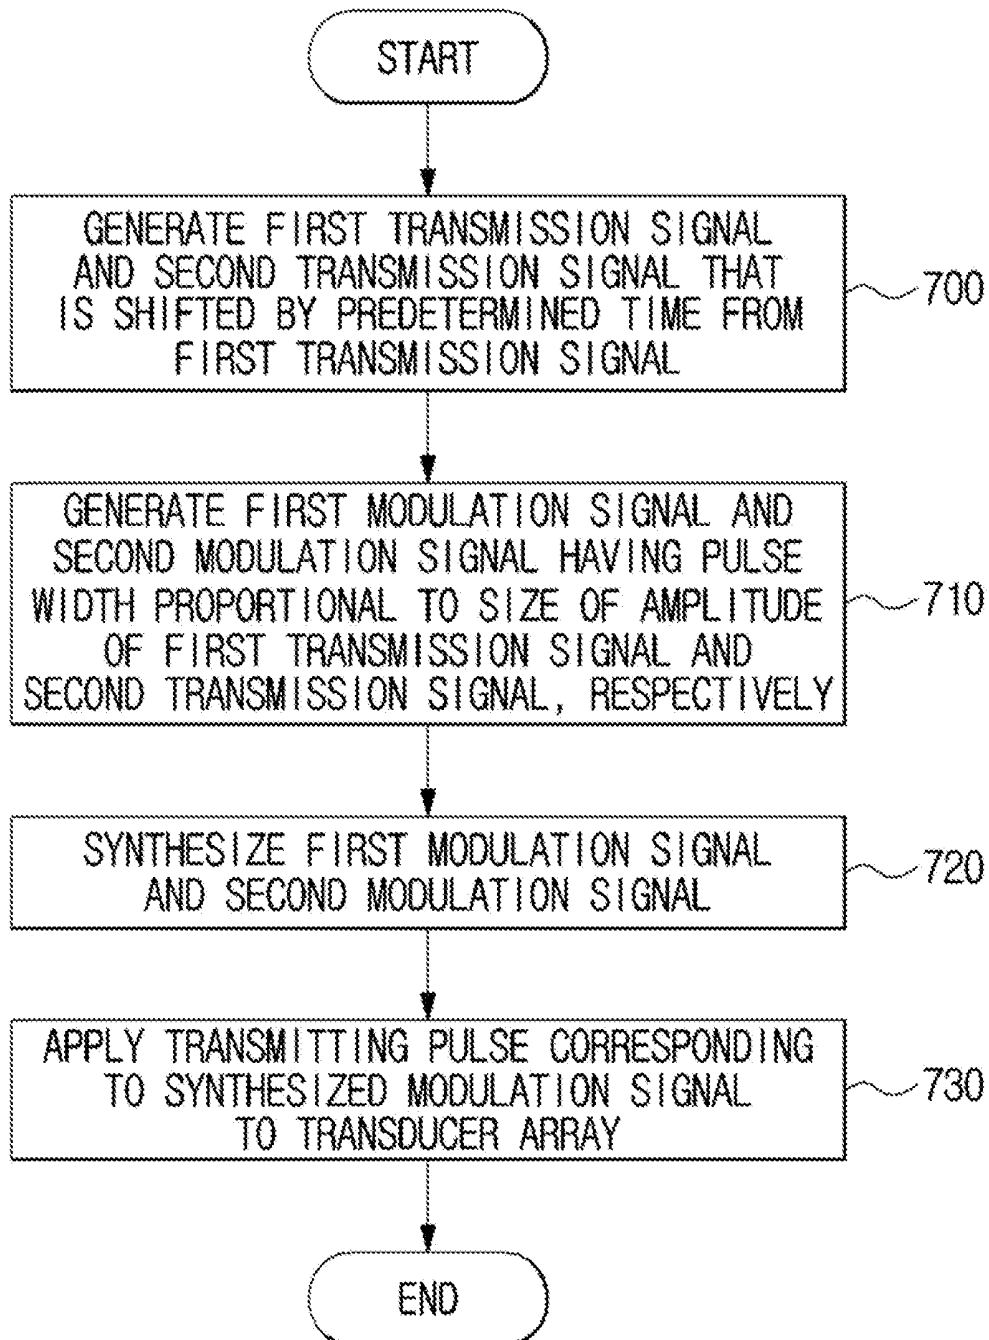 START
GENERATE FIRST TRANSMISSION SIGNAL
AND SECOND TRANSMISSION SIGNAL THAT
IS SHIFTED BY PREDETERMINED TIME FROM
FIRST TRANSMISSION SIGNAL
700
GENERATE FIRST MODULATION SIGNAL AND
SECOND MODULATION SIGNAL HAVING PULSE
WIDTH PROPORTIONAL TO SIZE OF AMPLITUDE
OF FIRST TRANSMISSION SIGNAL AND
SECOND TRANSMISSION SIGNAL, RESPECTIVELY
710
SYNTHESIZE FIRST MODULATION SIGNAL
AND SECOND MODULATION SIGNAL
720
APPLY TRANSMITTING PULSE CORRESPONDING
TO SYNTHESIZED MODULATION SIGNAL
TO TRANSDUCER ARRAY
730
END